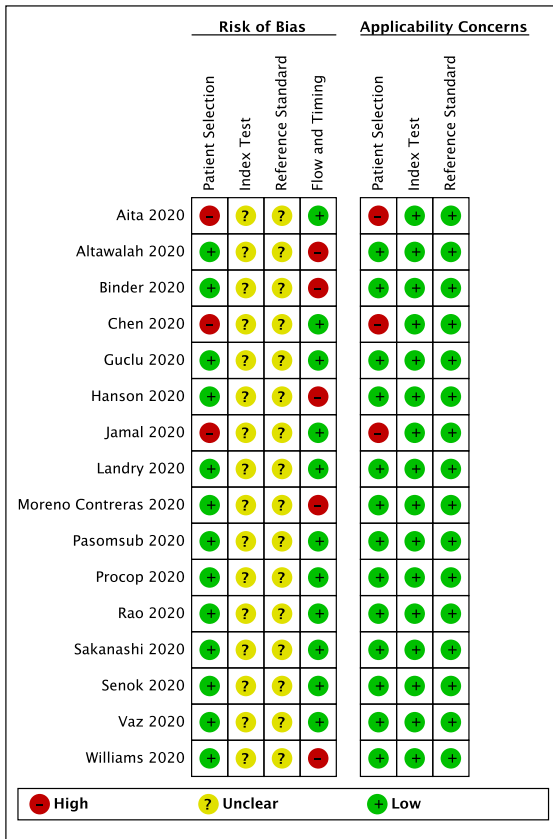 Risk of Bias Applicability Concerns
Patient Selection Index Test Reference Standard Flow and Timing Patient Selection Index Test Reference Standard
Aita 2020 – ? ? + – + +
Altawalah 2020 + ? ? – + + +
Binder 2020 + ? ? – + + +
Chen 2020 – ? ? + – + +
Guclu 2020 + ? ? + + + +
Hanson 2020 + ? ? – + + +
Jamal 2020 – ? ? + – + +
Landry 2020 + ? ? + + + +
Moreno Contreras 2020 + ? ? – + + +
Pasomsub 2020 + ? ? + + + +
Procop 2020 + ? ? + + + +
Rao 2020 + ? ? + + + +
Sakanashi 2020 + ? ? + + + +
Senok 2020 + ? ? + + + +
Vaz 2020 + ? ? + + + +
Williams 2020 + ? ? – + + +
– High ? Unclear + Low